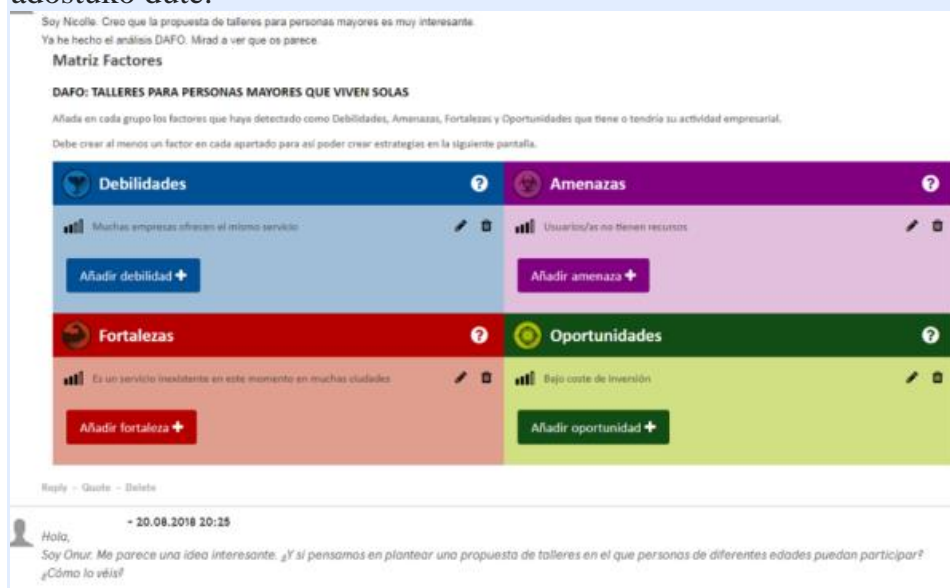 adostuko dute.
Soy Nicolle. Creo que la propuesta de talleres para personas mayores es muy interesante.
Ya he hecho el análisis DAFO. Mirad a ver que os parece.
Matriz Factores
DAFO: TALLERES PARA PERSONAS MAYORES QUE VIVEN SOLAS
Añada en cada grupo los factores que haya detectado como Debilidades, Amenazas, Fortalezas y Oportunidades que tiene o tendría su actividad empresarial.
Debe crear al menos un factor en cada apartado para así poder crear estrategias en la siguiente pantalla.
Debilidades
Muchas empresas ofrecen el mismo servicio
Añadir debilidad
Amenazas
Usuarios/as no tienen recursos
Añadir amenaza
Fortalezas
Es un servicio inexistente en este momento en muchas ciudades
Añadir fortaleza
Oportunidades
Bajo coste de inversión
Añadir oportunidad
Reply - Quote - Delete
- 20.08.2018 20:25
Hola,
Soy Onur. Me parece una idea interesante. ¿Y si pensamos en plantear una propuesta de talleres en el que personas de diferentes edades puedan participar?
¿Cómo lo véis?